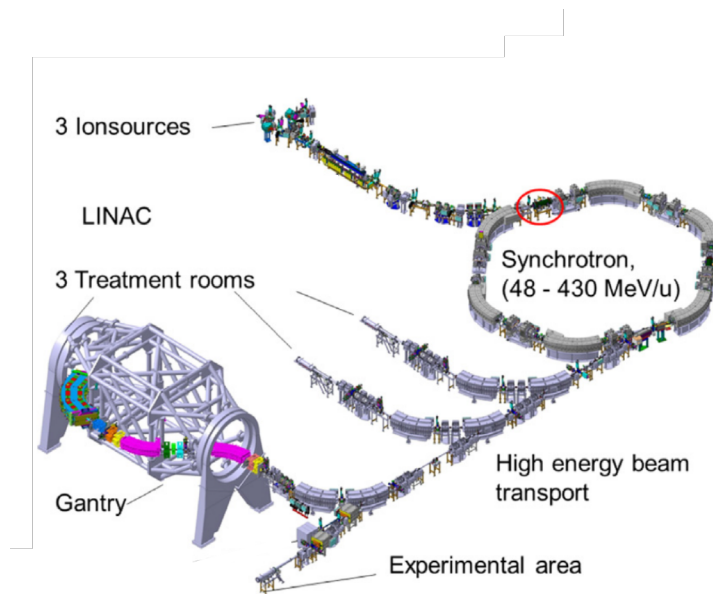 3 Ionsources
LINAC
Synchrotron,
(48 - 430 MeV/u)
3 Treatment rooms
High energy beam
transport
Gantry
Experimental area